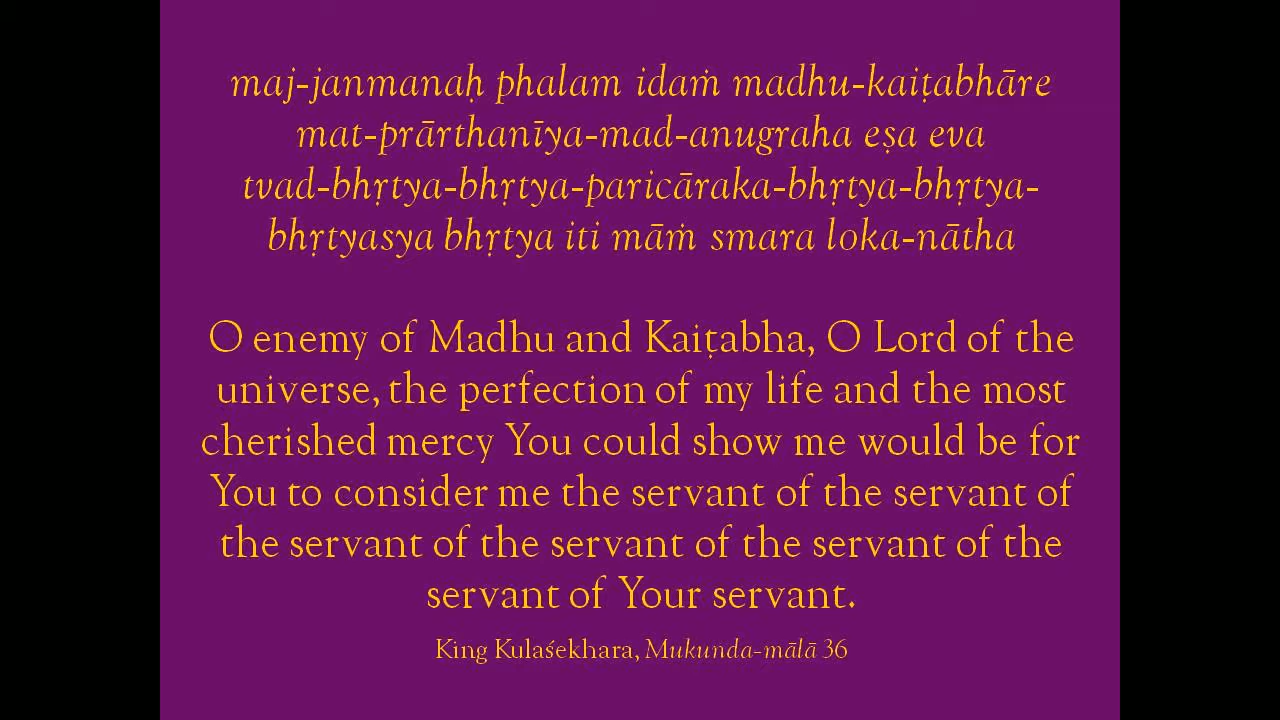 maj-janmanaḥ phalam idaṁ madhu-kaiṭabhāre
mat-prārthanīya-mad-anugraha eṣa eva
tvad-bhṛtya-bhṛtya-paricāraka-bhṛtya-bhṛtya-
bhṛtyasya bhṛtya iti māṁ smara loka-nātha
O enemy of Madhu and Kaiṭabha, O Lord of the
universe, the perfection of my life and the most
cherished mercy You could show me would be for
You to consider me the servant of the servant of
the servant of the servant of the servant of the
servant of Your servant.
King Kulaśekhara, Mukunda-mālā 36